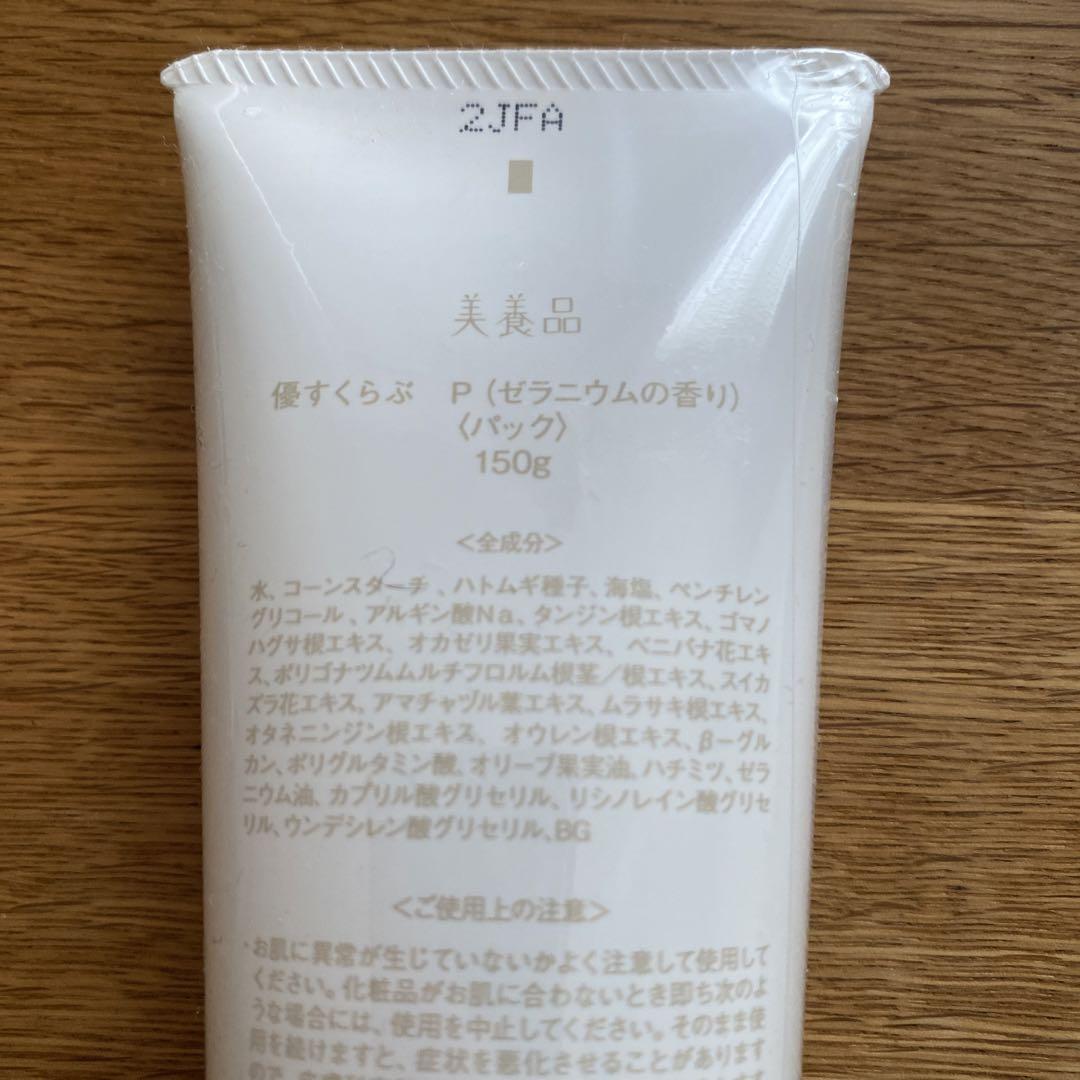 2JFA
美養品
優すくらぶ P (ゼラニウムの香り)
〈パック〉
150g
<全成分>
水、コーンスターチ、ハトムギ種子、海塩、ペンチレン
グリコール、アルギン酸Na、タンジン根エキス、ゴマノ
ハグサ根エキス、オカゼリ果実エキス、ベニバナ花エキ
ス、ポリゴナツムムルチフロルム根茎/根エキス、スイカ
ズラ花エキス、アマチャヅル葉エキス、ムラサキ根エキス、
オタネニンジン根エキス、オウレン根エキス、β-グル
カン、ポリグルタミン酸、オリーブ果実油、ハチミツ、ゼラ
ニウム油、カプリル酸グリセリル、リシノレイン酸グリセ
リル、ウンデシレン酸グリセリル、BG
<ご使用上の注意>
・お肌に異常が生じていないかよく注意して使用して
ください。化粧品がお肌に合わないとき即ち次のよ
うな場合には、使用を中止してください。そのまま使
用を続けますと、症状を悪化させることがあります